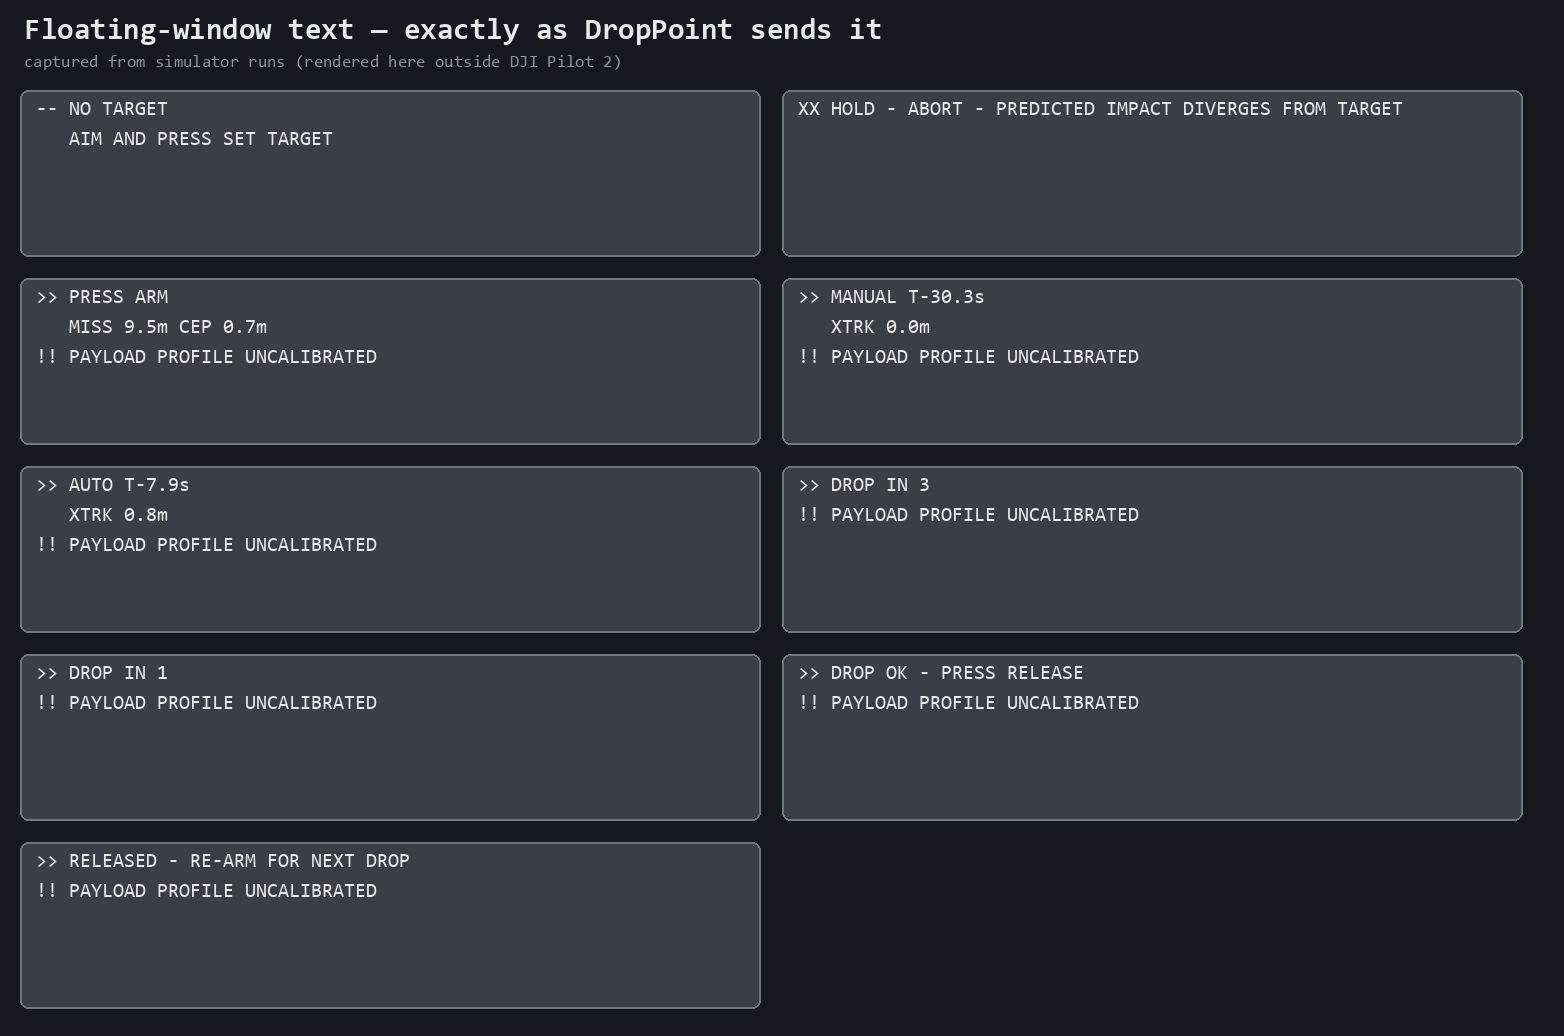 Floating-window text — exactly as DropPoint sends it
captured from simulator runs (rendered here outside DJI Pilot 2)
-- NO TARGET
AIM AND PRESS SET TARGET
XX HOLD - ABORT - PREDICTED IMPACT DIVERGES FROM TARGET
>> PRESS ARM
MISS 9.5m CEP 0.7m
!! PAYLOAD PROFILE UNCALIBRATED
>> MANUAL T-30.3s
XTRK 0.0m
!! PAYLOAD PROFILE UNCALIBRATED
>> AUTO T-7.9s
XTRK 0.8m
!! PAYLOAD PROFILE UNCALIBRATED
>> DROP IN 3
!! PAYLOAD PROFILE UNCALIBRATED
>> DROP IN 1
!! PAYLOAD PROFILE UNCALIBRATED
>> DROP OK - PRESS RELEASE
!! PAYLOAD PROFILE UNCALIBRATED
>> RELEASED - RE-ARM FOR NEXT DROP
!! PAYLOAD PROFILE UNCALIBRATED